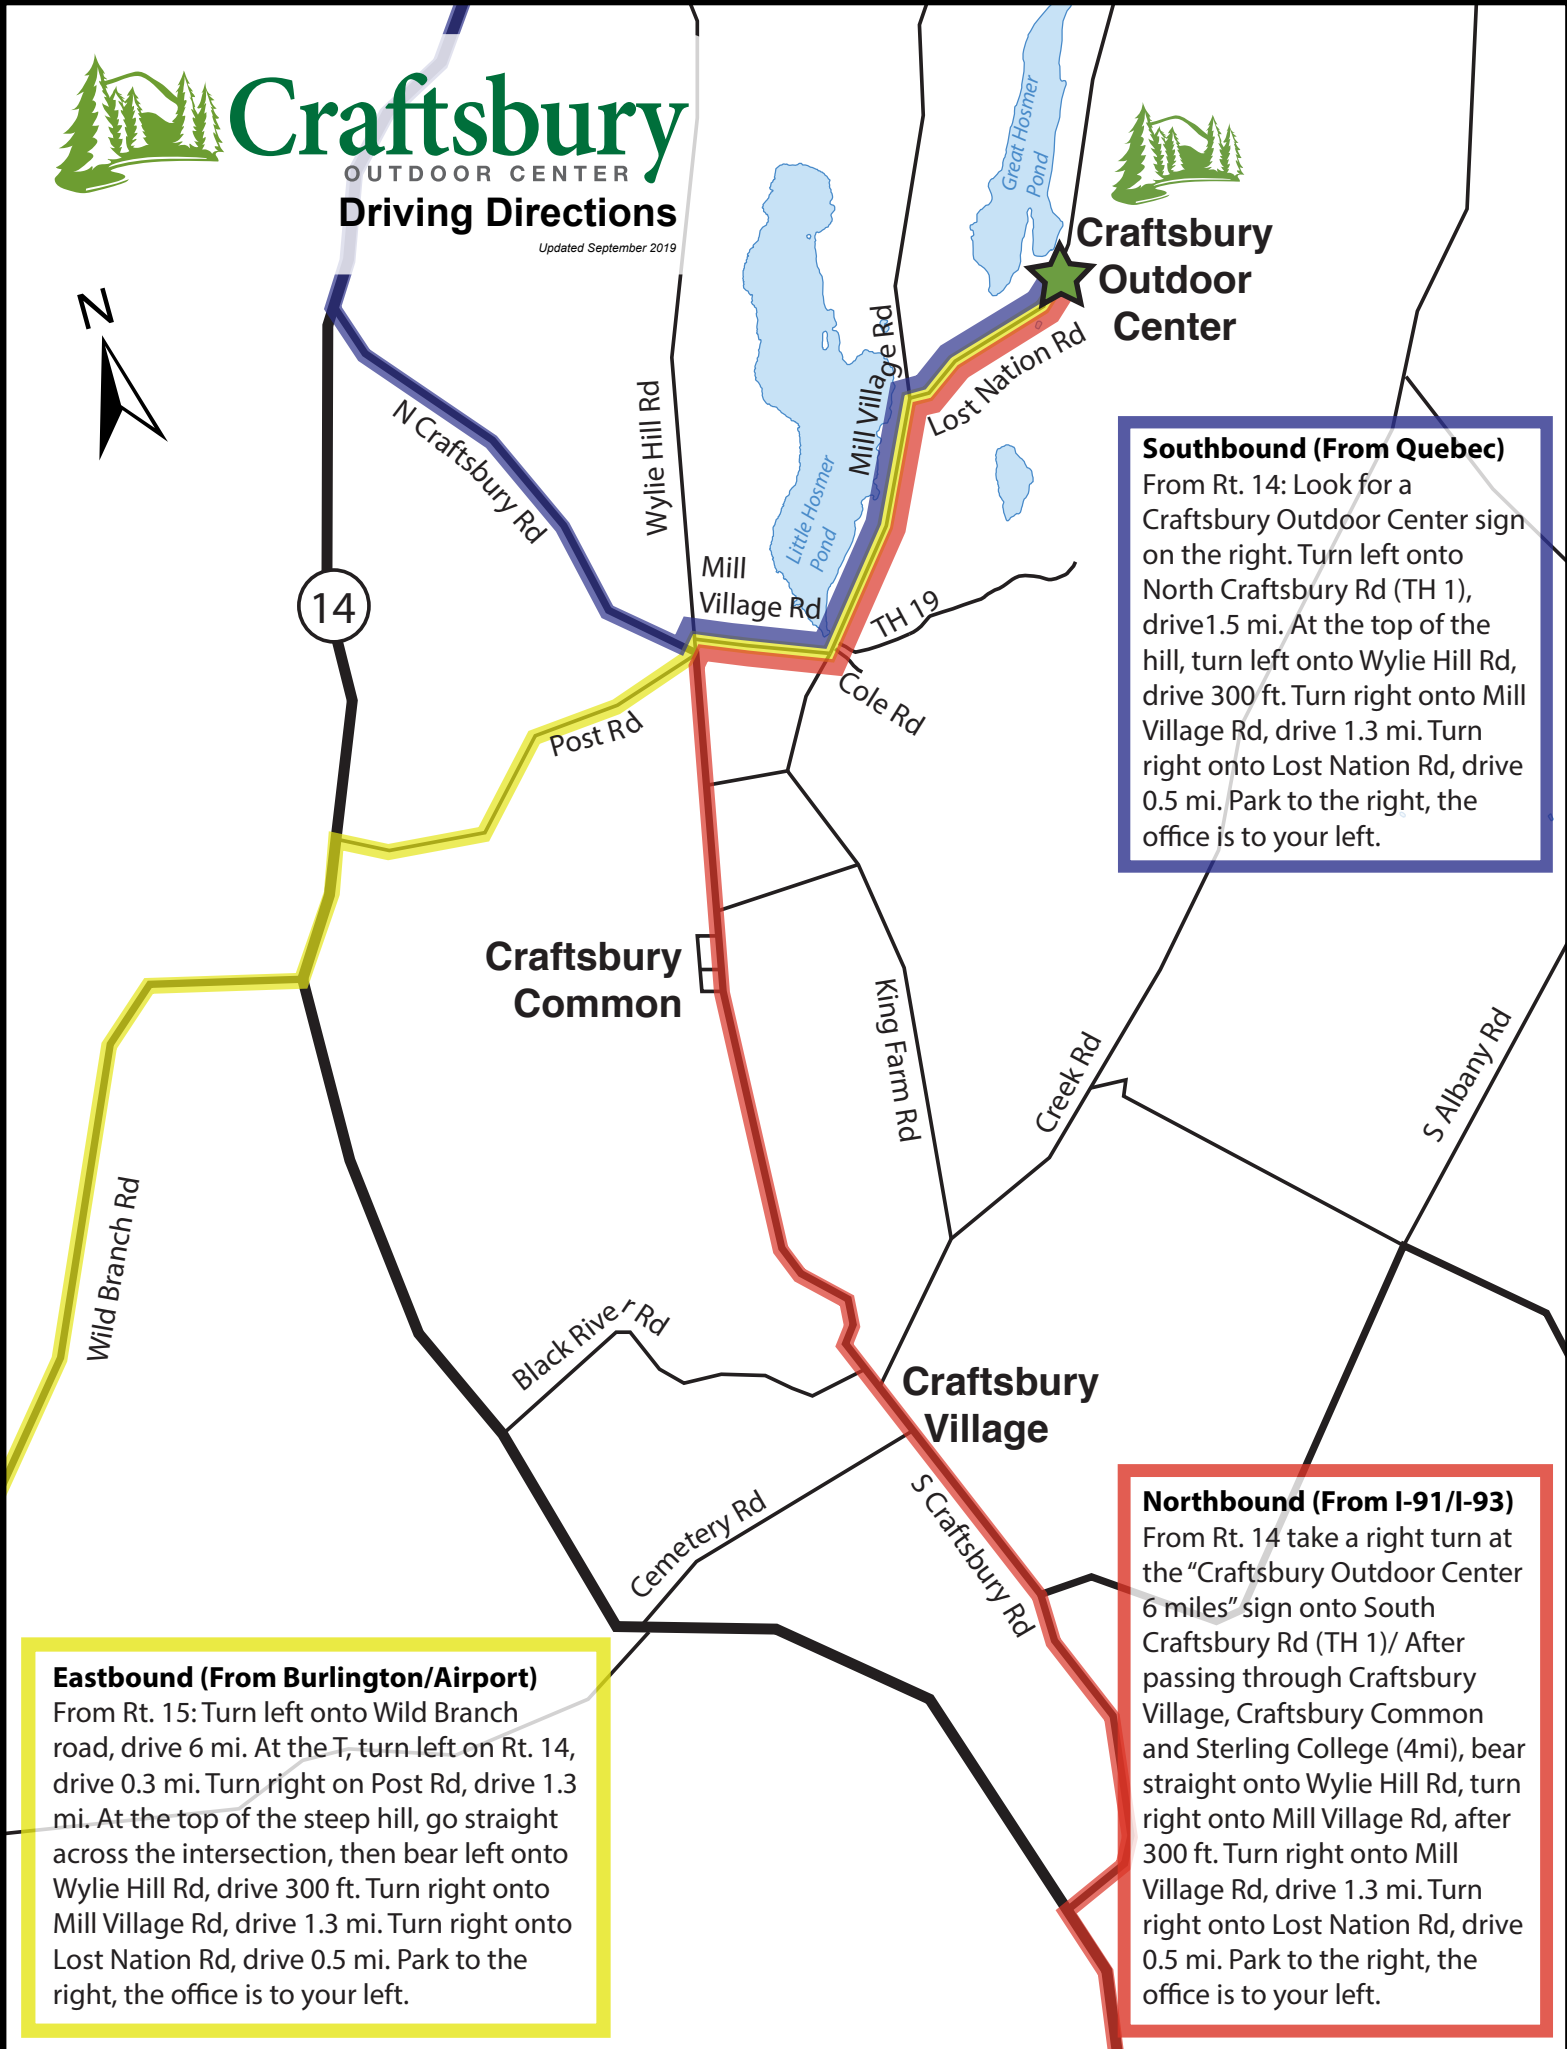 Craftsbury
OUTDOOR CENTER
Driving Directions
Updated September 2019
N
Great Hosmer
Pond
Craftsbury
Outdoor
Center
Mill Village Rd
Lost Nation Rd
Wylie Hill Rd
N Craftsbury Rd
Little Hosmer
Pond
Mill
Village Rd
TH 19
Cole Rd
14
Post Rd
Southbound (From Quebec)
From Rt. 14: Look for a
Craftsbury Outdoor Center sign
on the right. Turn left onto
North Craftsbury Rd (TH 1),
drive1.5 mi. At the top of the
hill, turn left onto Wylie Hill Rd,
drive 300 ft. Turn right onto Mill
Village Rd, drive 1.3 mi. Turn
right onto Lost Nation Rd, drive
0.5 mi. Park to the right, the
office is to your left.
Craftsbury
Common
King Farm Rd
Creek Rd
S Albany Rd
Wild Branch Rd
Black River Rd
Craftsbury
Village
Cemetery Rd
S Craftsbury Rd
Northbound (From I-91/I-93)
From Rt. 14 take a right turn at
the “Craftsbury Outdoor Center
6 miles” sign onto South
Craftsbury Rd (TH 1)/ After
passing through Craftsbury
Village, Craftsbury Common
and Sterling College (4mi), bear
straight onto Wylie Hill Rd, turn
right onto Mill Village Rd, after
300 ft. Turn right onto Mill
Village Rd, drive 1.3 mi. Turn
right onto Lost Nation Rd, drive
0.5 mi. Park to the right, the
office is to your left.
Eastbound (From Burlington/Airport)
From Rt. 15: Turn left onto Wild Branch
road, drive 6 mi. At the T, turn left on Rt. 14,
drive 0.3 mi. Turn right on Post Rd, drive 1.3
mi. At the top of the steep hill, go straight
across the intersection, then bear left onto
Wylie Hill Rd, drive 300 ft. Turn right onto
Mill Village Rd, drive 1.3 mi. Turn right onto
Lost Nation Rd, drive 0.5 mi. Park to the
right, the office is to your left.